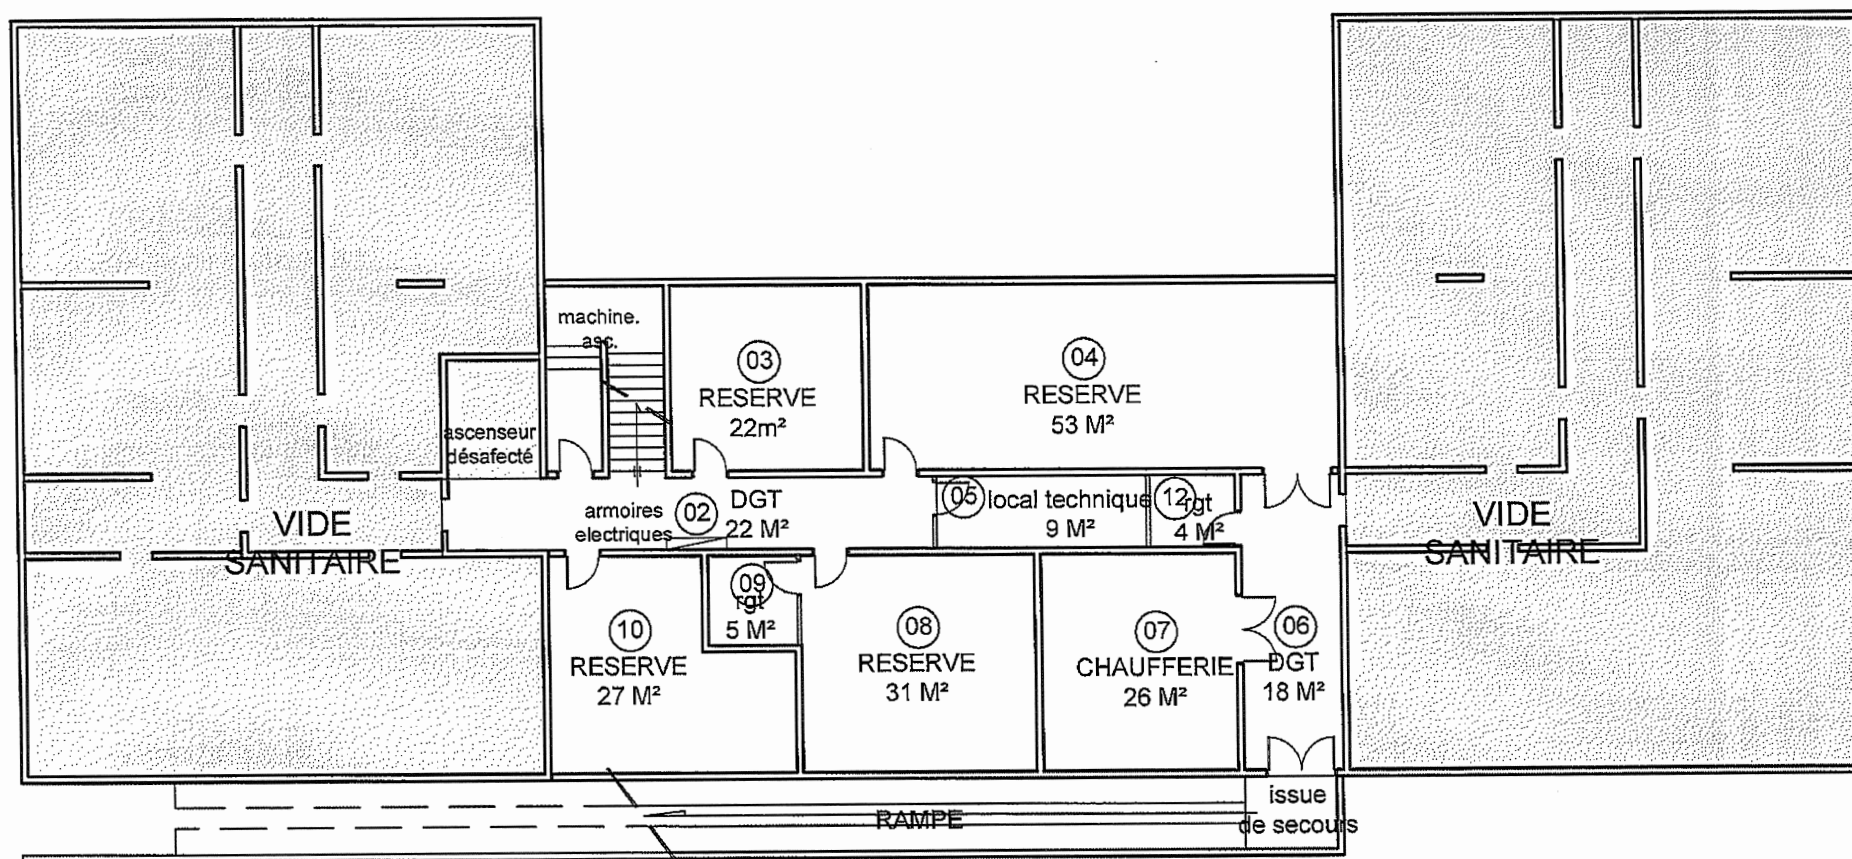 machine.
asc.
03
RESERVE
22m²
04
RESERVE
53 M²
ascenseur
désafecté
armoires
electriques
02
DGT
22 M²
05
local technique
9 M²
12
rgt
4 M²
VIDE
SANITAIRE
VIDE
SANITAIRE
10
RESERVE
27 M²
09
rgt
5 M²
08
RESERVE
31 M²
07
CHAUFFERIE
26 M²
06
DGT
18 M²
RAMPE
issue
de secours